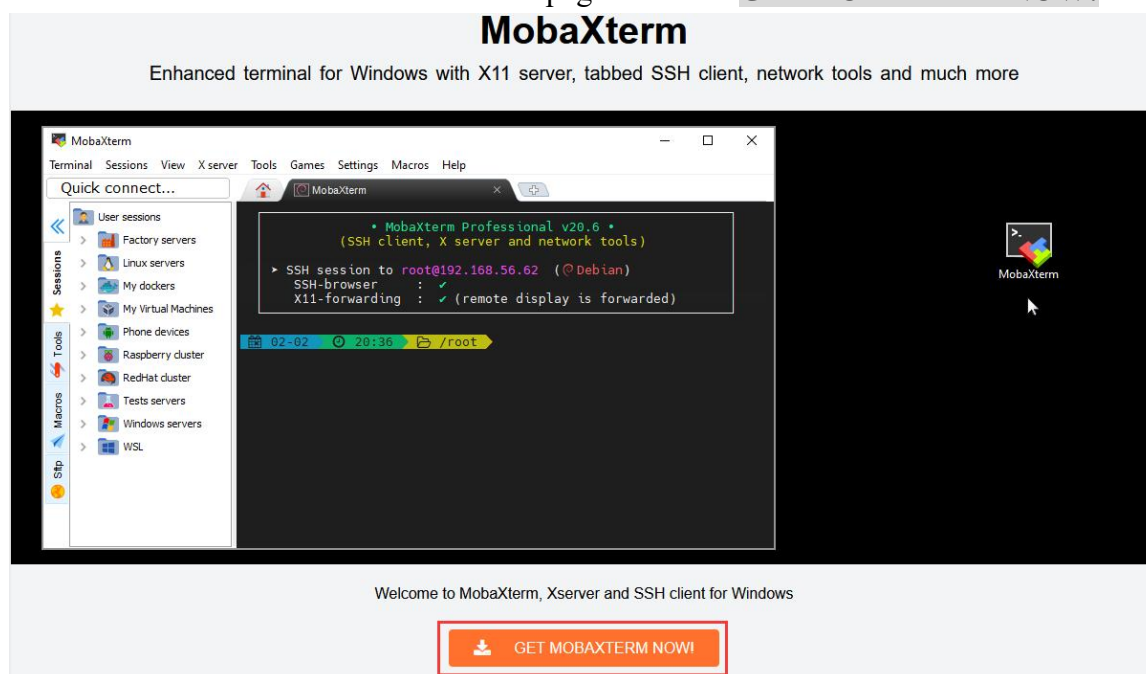 MobaXterm
Enhanced terminal for Windows with X11 server, tabbed SSH client, network tools and much more
MobaXterm
Terminal Sessions View X server Tools Games Settings Macros Help
Quick connect...
MobaXterm
User sessions
Factory servers
Linux servers
My dockers
My Virtual Machines
Phone devices
Raspberry cluster
RedHat cluster
Tests servers
Windows servers
WSL
Sessions
Tools
Macros
Sftp
• MobaXterm Professional v20.6 •
(SSH client, X server and network tools)
➤ SSH session to root@192.168.56.62 (Debian)
SSH-browser : ✔
X11-forwarding : ✔ (remote display is forwarded)
02-02 20:36 /root
MobaXterm
Welcome to MobaXterm, Xserver and SSH client for Windows
GET MOBAXTERM NOW!